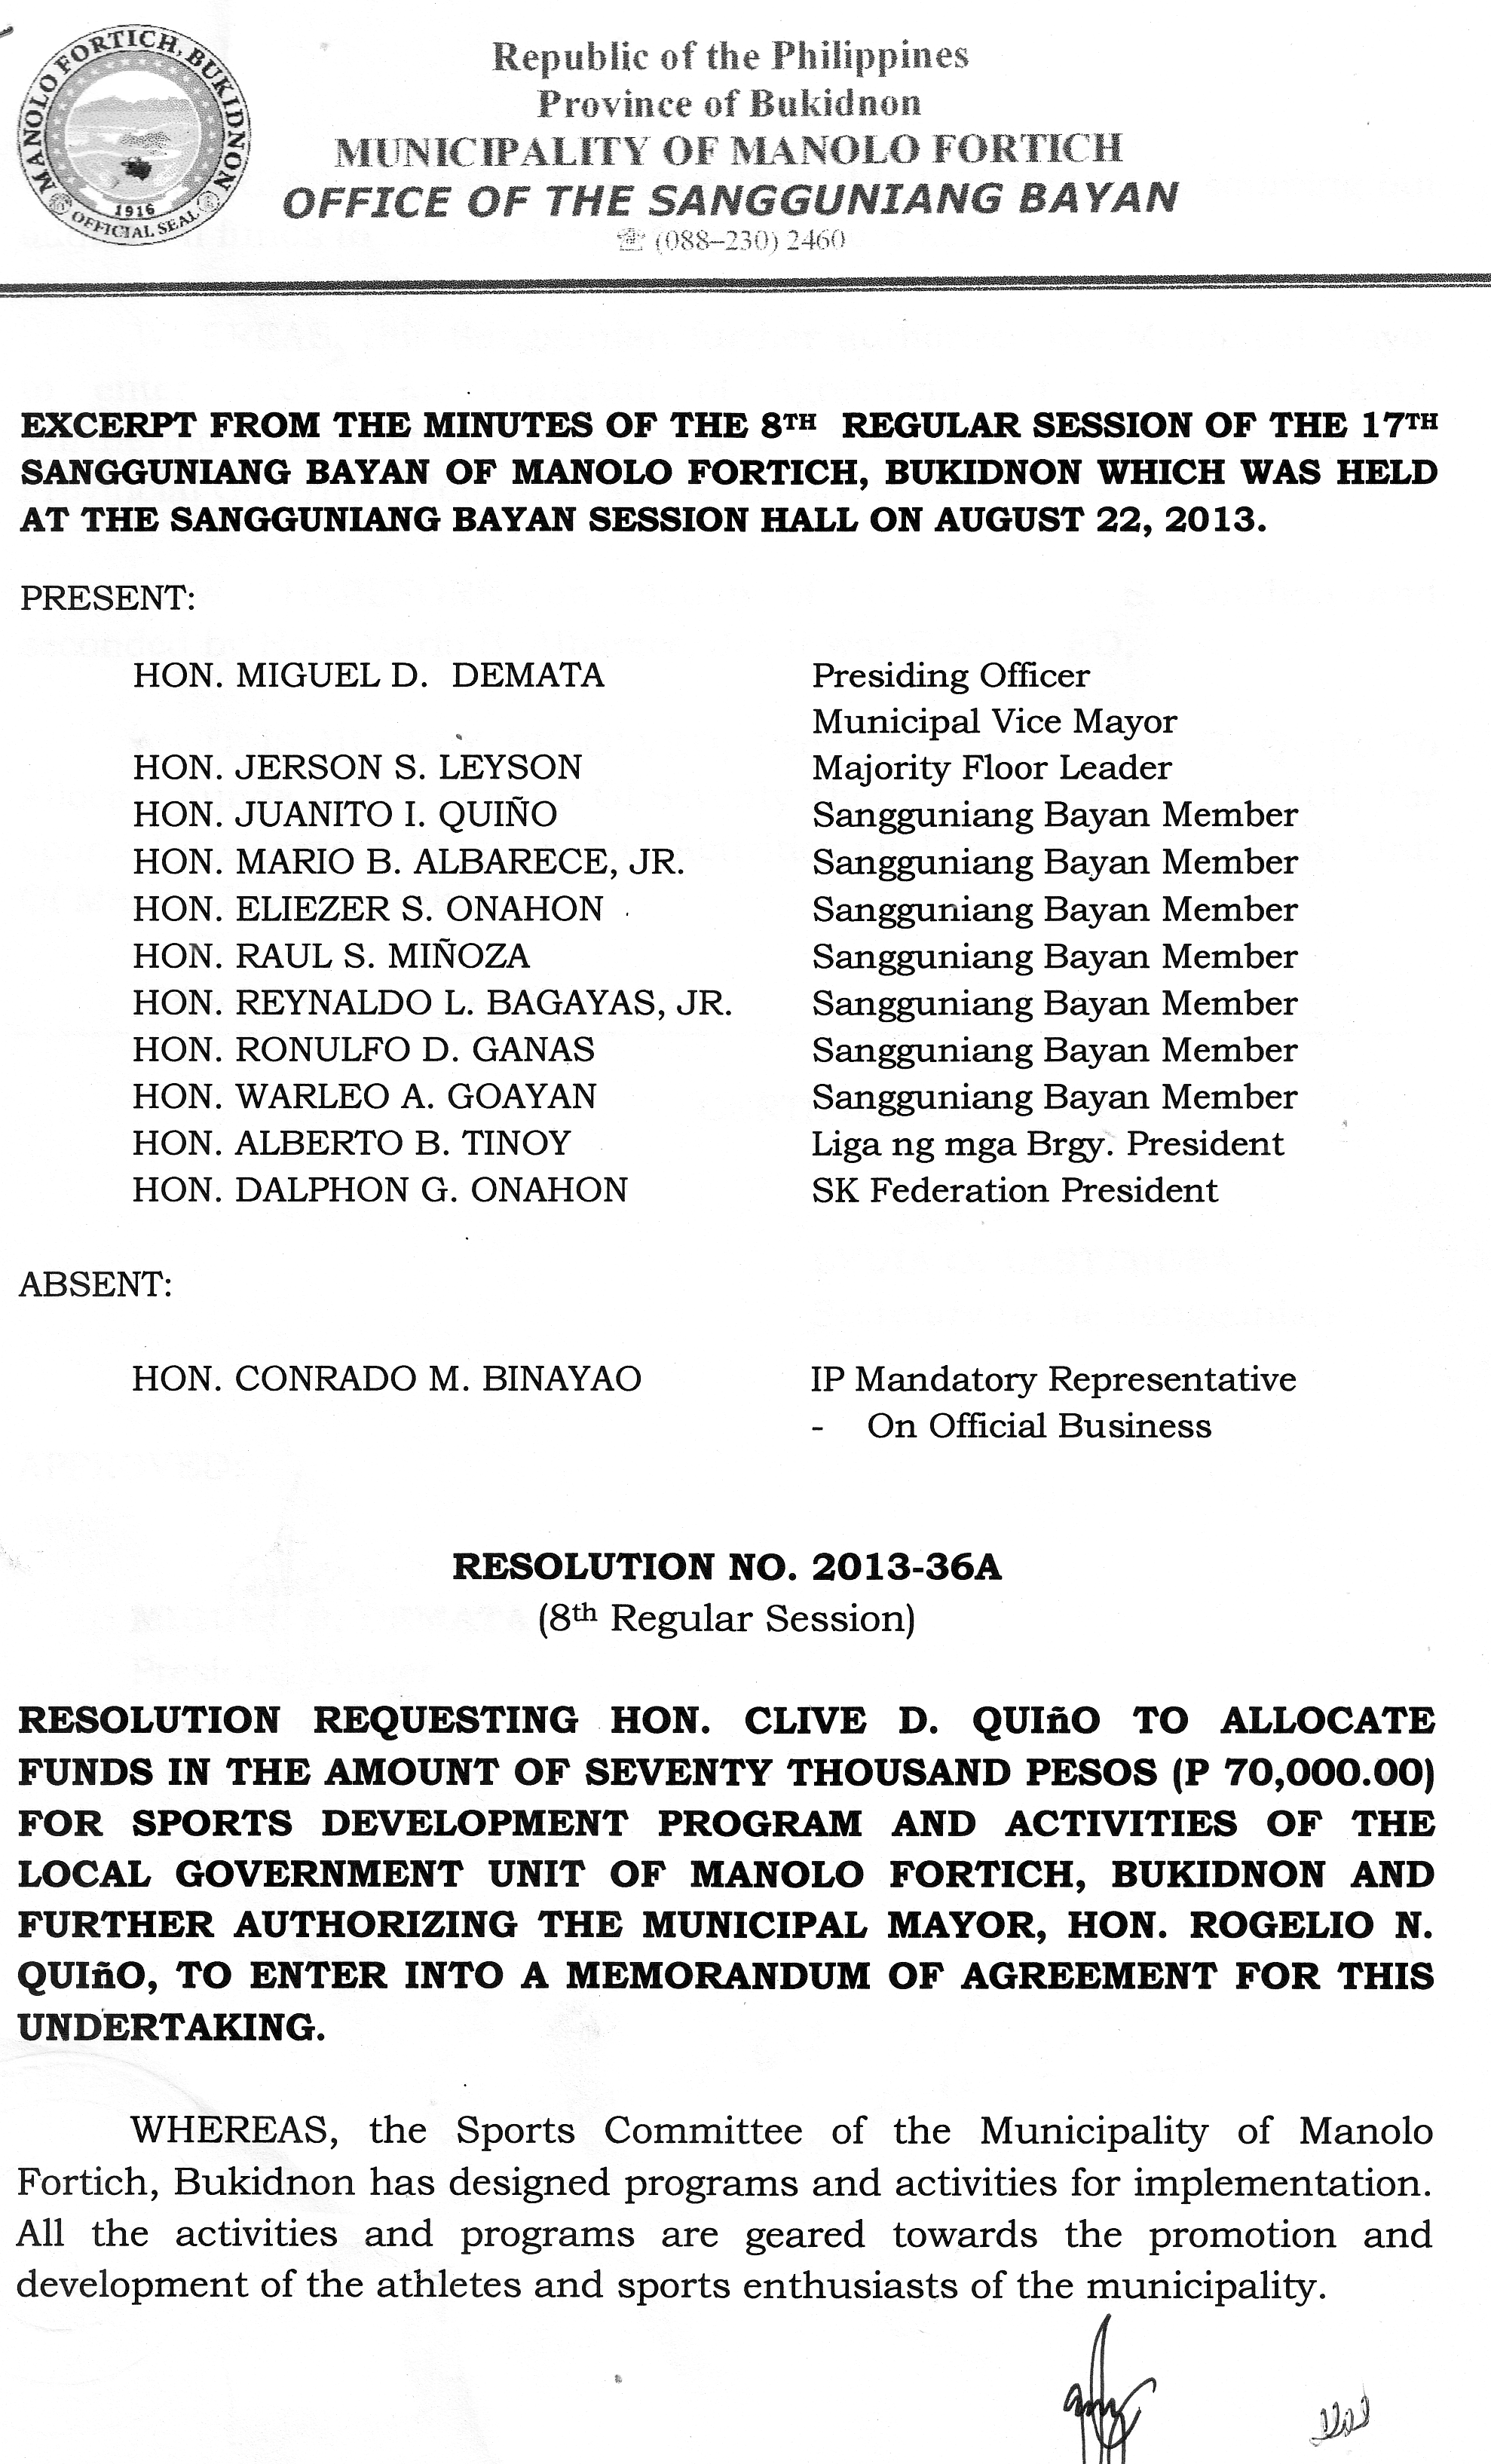 MANOLO FORTICH, BUKIDNON
1916
OFFICIAL SEAL
Republic of the Philippines
Province of Bukidnon
MUNICIPALITY OF MANOLO FORTICH
OFFICE OF THE SANGGUNIANG BAYAN
☏ (088–230) 2460
EXCERPT FROM THE MINUTES OF THE 8TH REGULAR SESSION OF THE 17TH
SANGGUNIANG BAYAN OF MANOLO FORTICH, BUKIDNON WHICH WAS HELD
AT THE SANGGUNIANG BAYAN SESSION HALL ON AUGUST 22, 2013.
PRESENT:
HON. MIGUEL D. DEMATA Presiding Officer
Municipal Vice Mayor
HON. JERSON S. LEYSON Majority Floor Leader
HON. JUANITO I. QUIÑO Sangguniang Bayan Member
HON. MARIO B. ALBARECE, JR. Sangguniang Bayan Member
HON. ELIEZER S. ONAHON Sangguniang Bayan Member
HON. RAUL S. MIÑOZA Sangguniang Bayan Member
HON. REYNALDO L. BAGAYAS, JR. Sangguniang Bayan Member
HON. RONULFO D. GANAS Sangguniang Bayan Member
HON. WARLEO A. GOAYAN Sangguniang Bayan Member
HON. ALBERTO B. TINOY Liga ng mga Brgy. President
HON. DALPHON G. ONAHON SK Federation President
ABSENT:
HON. CONRADO M. BINAYAO IP Mandatory Representative
- On Official Business
RESOLUTION NO. 2013-36A
(8th Regular Session)
RESOLUTION REQUESTING HON. CLIVE D. QUIñO TO ALLOCATE
FUNDS IN THE AMOUNT OF SEVENTY THOUSAND PESOS (P 70,000.00)
FOR SPORTS DEVELOPMENT PROGRAM AND ACTIVITIES OF THE
LOCAL GOVERNMENT UNIT OF MANOLO FORTICH, BUKIDNON AND
FURTHER AUTHORIZING THE MUNICIPAL MAYOR, HON. ROGELIO N.
QUIñO, TO ENTER INTO A MEMORANDUM OF AGREEMENT FOR THIS
UNDERTAKING.
WHEREAS, the Sports Committee of the Municipality of Manolo
Fortich, Bukidnon has designed programs and activities for implementation.
All the activities and programs are geared towards the promotion and
development of the athletes and sports enthusiasts of the municipality.